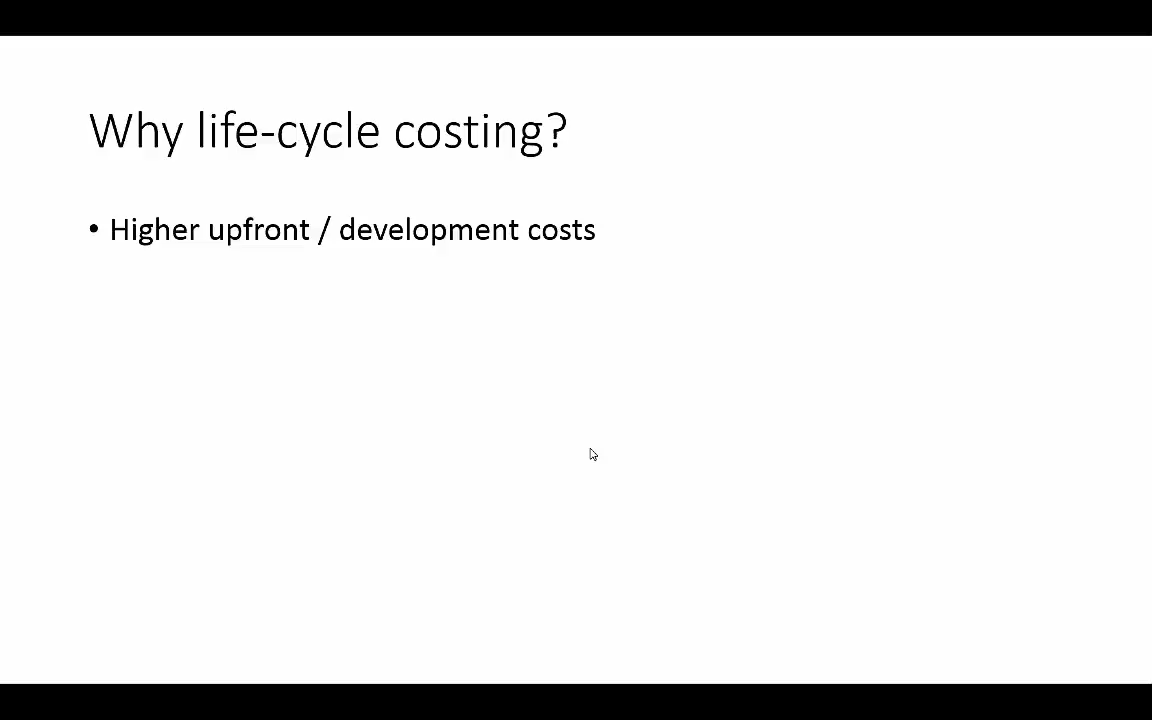 Why life-cycle costing?
• Higher upfront / development costs